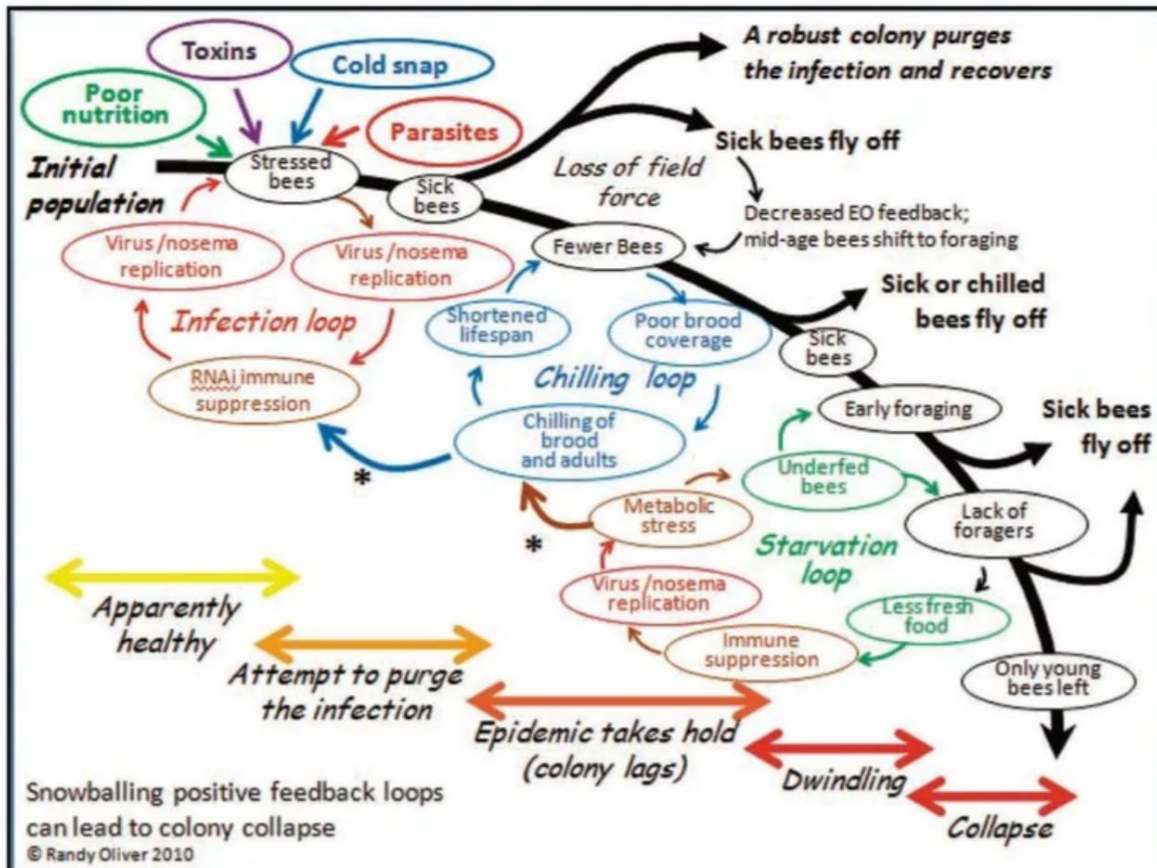 Toxins
Cold snap
Poor
nutrition
Parasites
A robust colony purges
the infection and recovers
Sick bees fly off
Initial
population
Stressed
bees
Sick
bees
Loss of field
force
Decreased EO feedback;
mid-age bees shift to foraging
Virus/nosema
replication
Virus/nosema
replication
Fewer Bees
Sick or chilled
bees fly off
Infection loop
Shortened
lifespan
Poor brood
coverage
Sick
bees
RNAi immune
suppression
Chilling loop
Early foraging
Sick bees
fly off
Chilling of
brood
and adults
*
Underfed
bees
Metabolic
stress
*
Lack of
foragers
Starvation
loop
Virus/nosema
replication
Less fresh
food
Immune
suppression
Only young
bees left
Apparently
healthy
Attempt to purge
the infection
Epidemic takes hold
(colony lags)
Dwindling
Collapse
Snowballing positive feedback loops
can lead to colony collapse
© Randy Oliver 2010